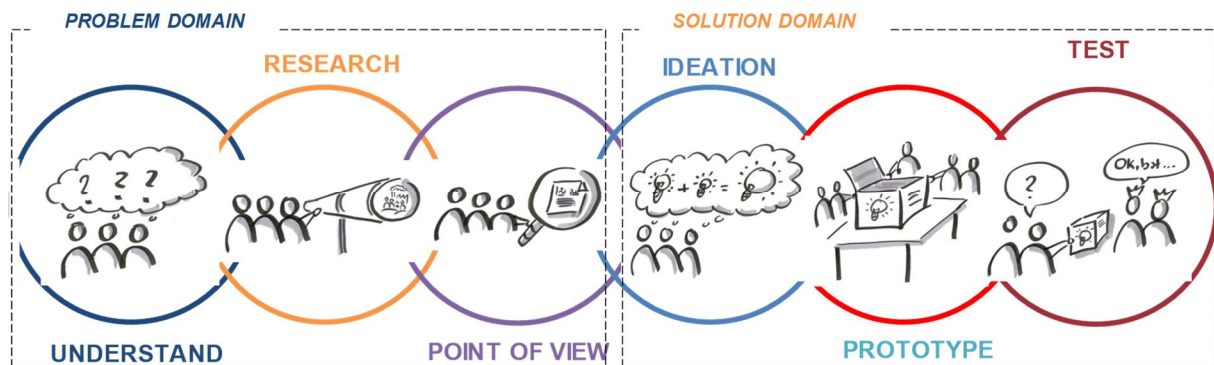 PROBLEM DOMAIN
SOLUTION DOMAIN
RESEARCH
IDEATION
TEST
? ? ?
+ =
?
Ok, but...
UNDERSTAND
POINT OF VIEW
PROTOTYPE